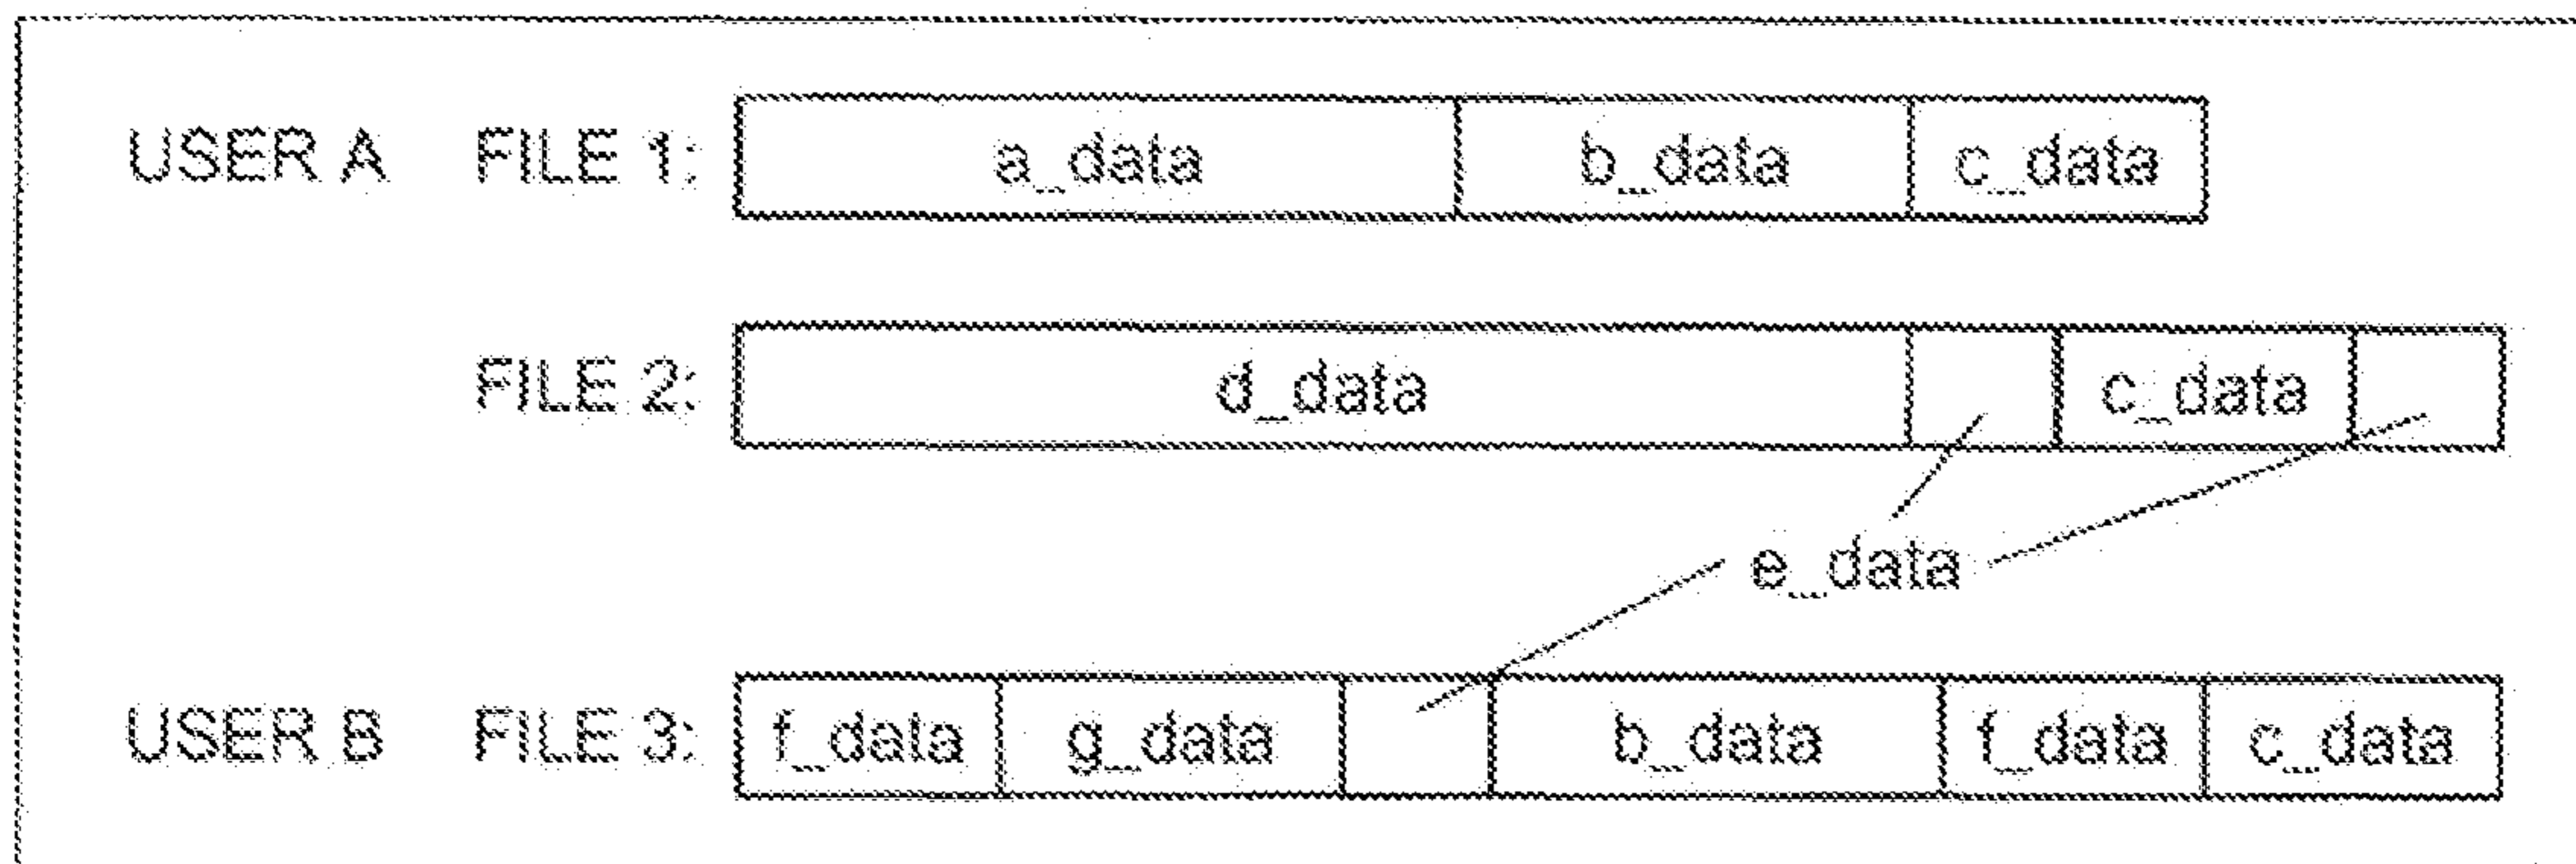 USER A FILE 1: a_data b_data c_data
FILE 2: d_data c_data
e_data
USER B FILE 3: f_data g_data b_data f_data c_data